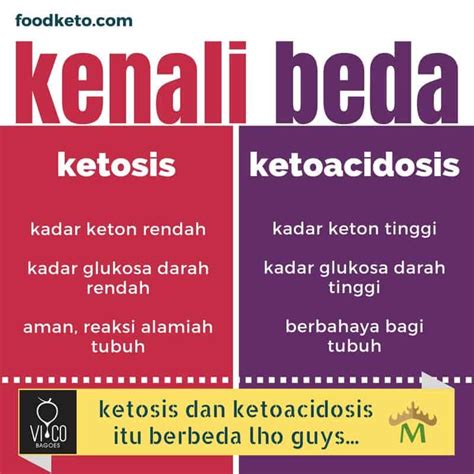 foodketo.com
kenali beda
ketosis
kadar keton rendah
kadar glukosa darah
rendah
aman, reaksi alamiah
tubuh
ketoacidosis
kadar keton tinggi
kadar glukosa darah
tinggi
berbahaya bagi
tubuh
VICO
BAGOES
ketosis dan ketoacidosis
itu berbeda lho guys...
M